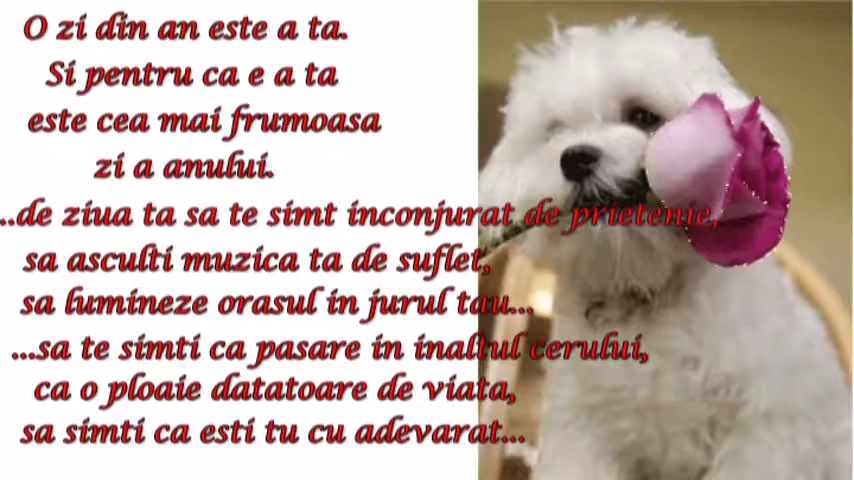 O zi din an este a ta.
Si pentru ca e a ta
este cea mai frumoasa
zi a anului.
...de ziua ta sa te simt inconjurat de prietenie,
sa asculti muzica ta de suflet,
sa lumineze orasul in jurul tau...
...sa te simti ca pasare in inaltul cerului,
ca o ploaie datatoare de viata,
sa simti ca esti tu cu adevarat...